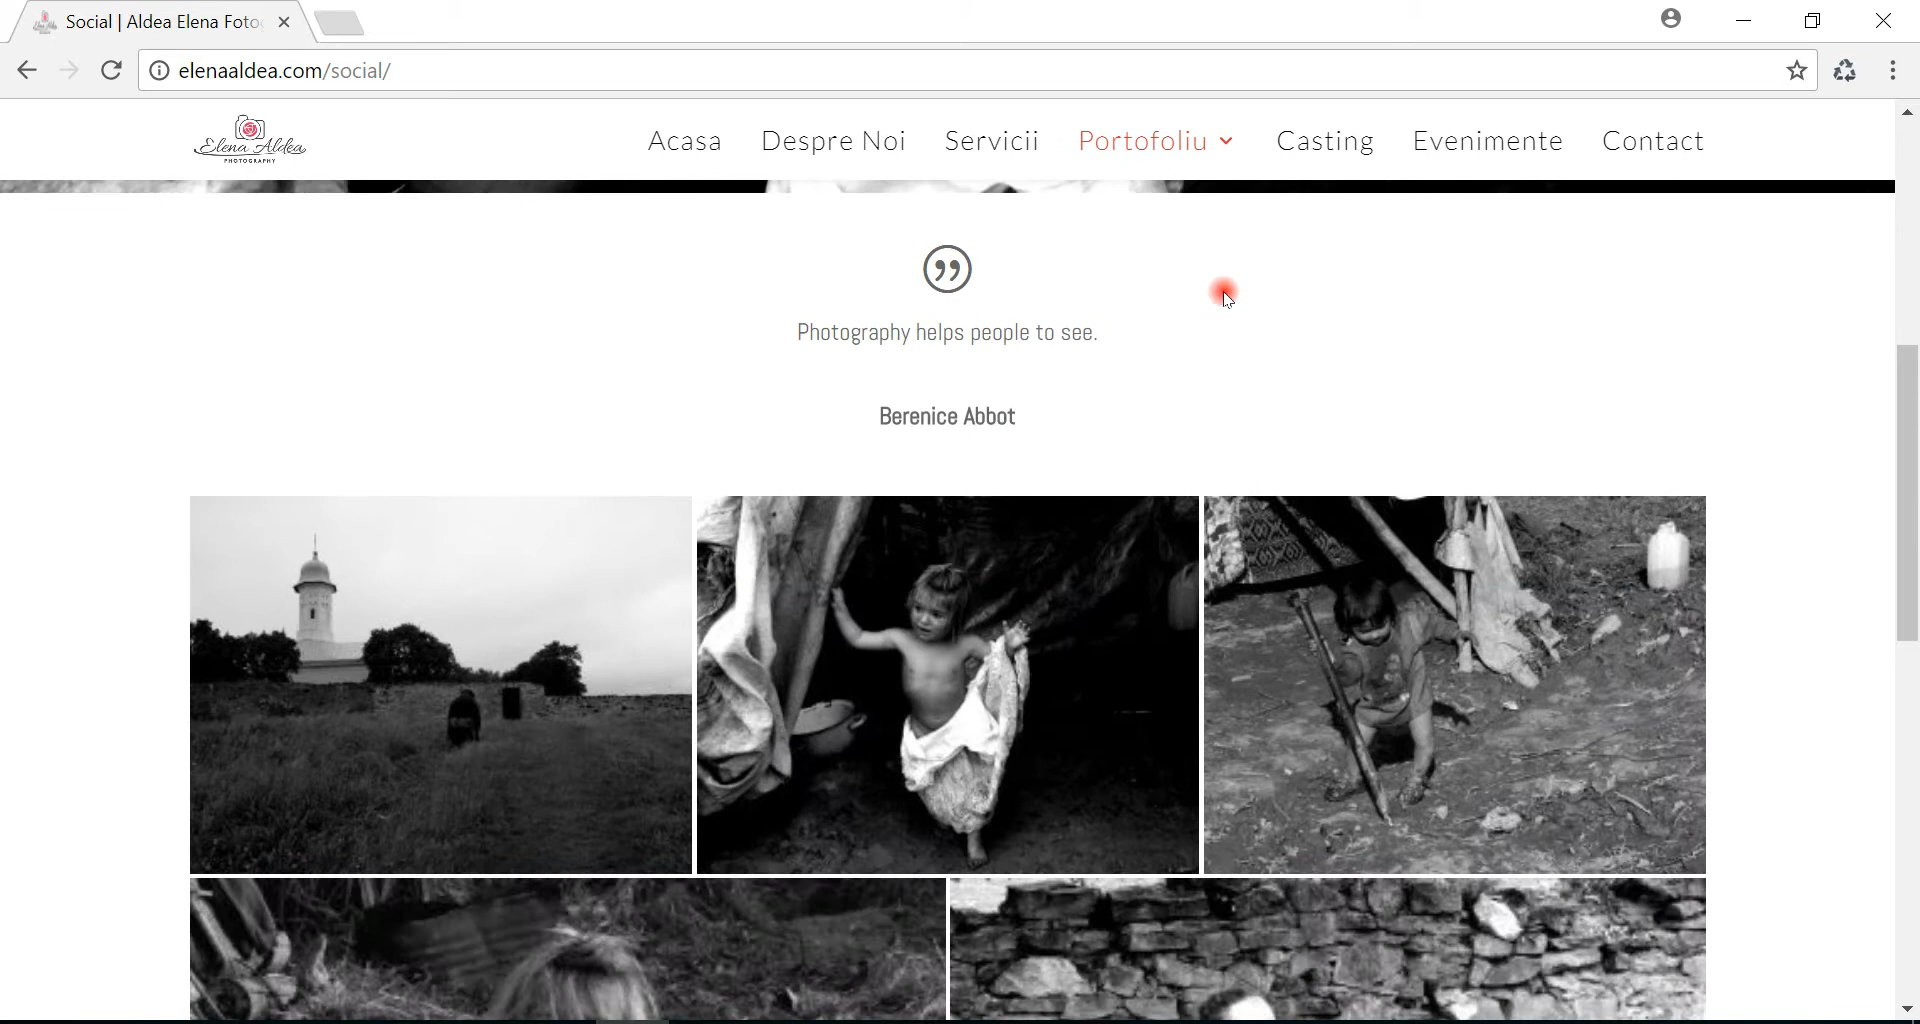 Social | Aldea Elena Foto
elenaaldea.com/social/
Elena Aldea
PHOTOGRAPHY
Acasa
Despre Noi
Servicii
Portofoliu
Casting
Evenimente
Contact
Photography helps people to see.
Berenice Abbot